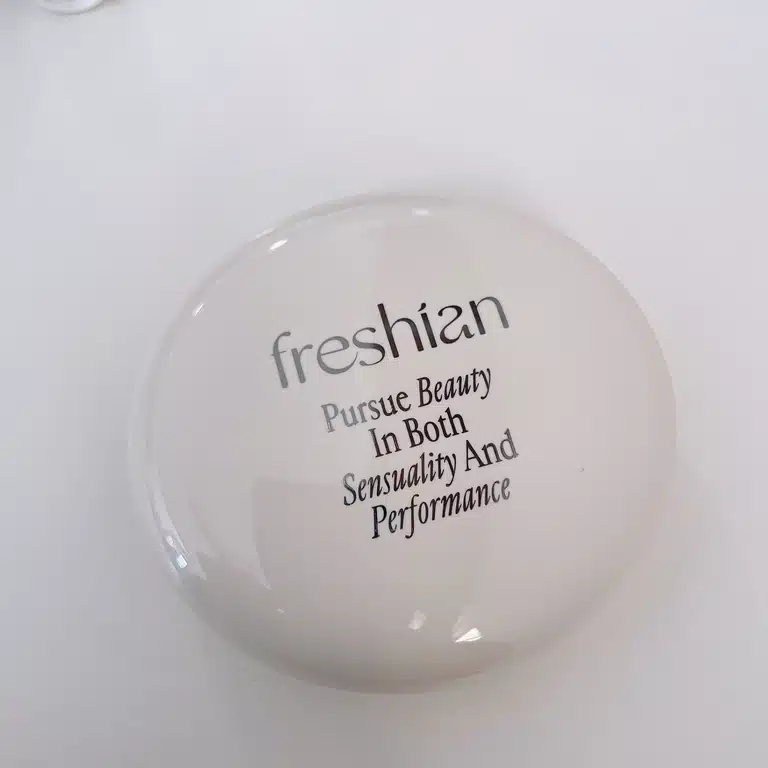 freshian
Pursue Beauty
In Both
Sensuality And
Performance